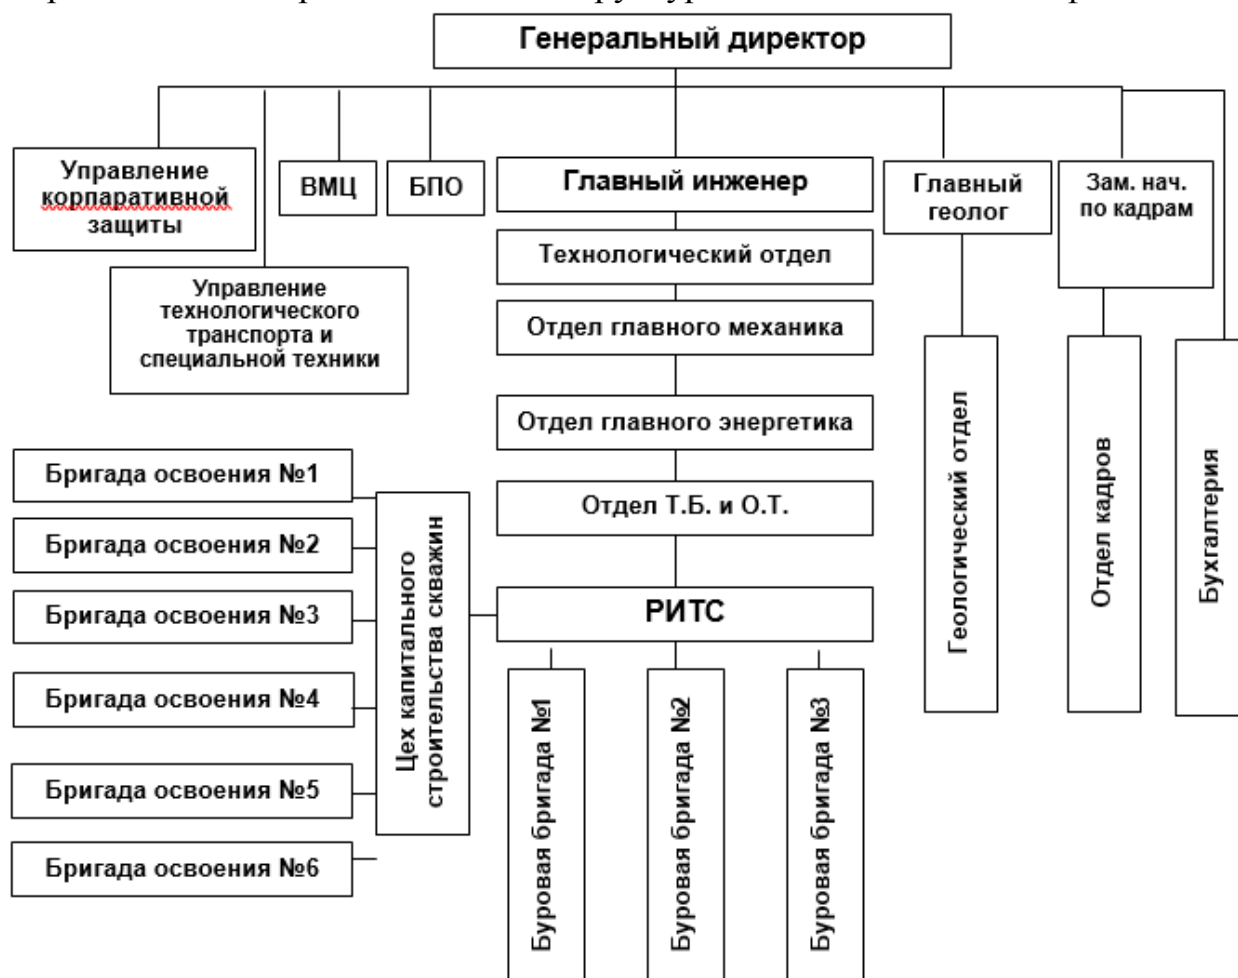 Генеральный директор
Управление
корпаративной
защиты
ВМЦ
БПО
Главный инженер
Главный
геолог
Зам. нач.
по кадрам
Технологический отдел
Управление
технологического
транспорта и
специальной техники
Отдел главного механика
Отдел главного энергетика
Отдел Т.Б. и О.Т.
РИТС
Геологический отдел
Отдел кадров
Бухгалтерия
Бригада освоения №1
Бригада освоения №2
Бригада освоения №3
Бригада освоения №4
Бригада освоения №5
Бригада освоения №6
Цех капитального
строительства скважин
Буровая бригада №1
Буровая бригада №2
Буровая бригада №3